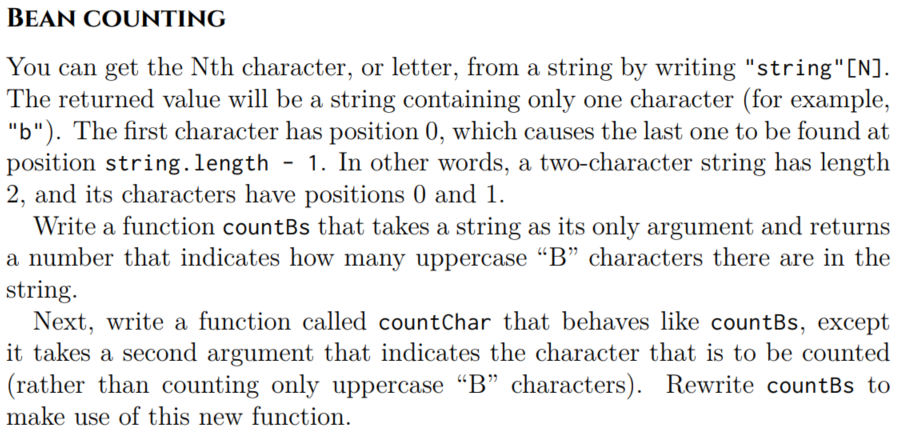 BEAN COUNTING
You can get the Nth character, or letter, from a string by writing "string"[N].
The returned value will be a string containing only one character (for example,
"b"). The first character has position 0, which causes the last one to be found at
position string.length - 1. In other words, a two-character string has length
2, and its characters have positions 0 and 1.
Write a function countBs that takes a string as its only argument and returns
a number that indicates how many uppercase “B” characters there are in the
string.
Next, write a function called countChar that behaves like countBs, except
it takes a second argument that indicates the character that is to be counted
(rather than counting only uppercase “B” characters). Rewrite countBs to
make use of this new function.